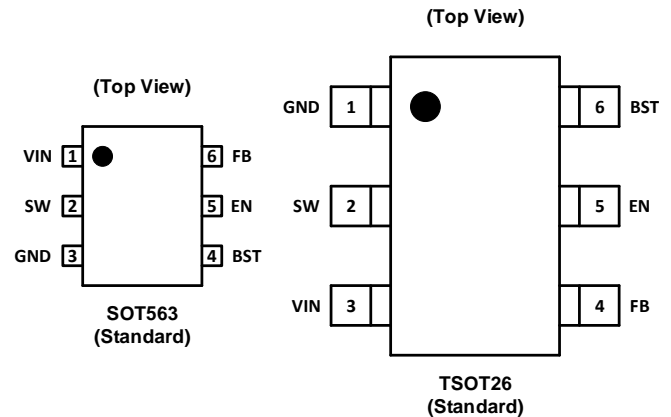 (Top View)
VIN 1 6 FB
SW 2 5 EN
GND 3 4 BST
SOT563
(Standard)
(Top View)
GND 1 6 BST
SW 2 5 EN
VIN 3 4 FB
TSOT26
(Standard)